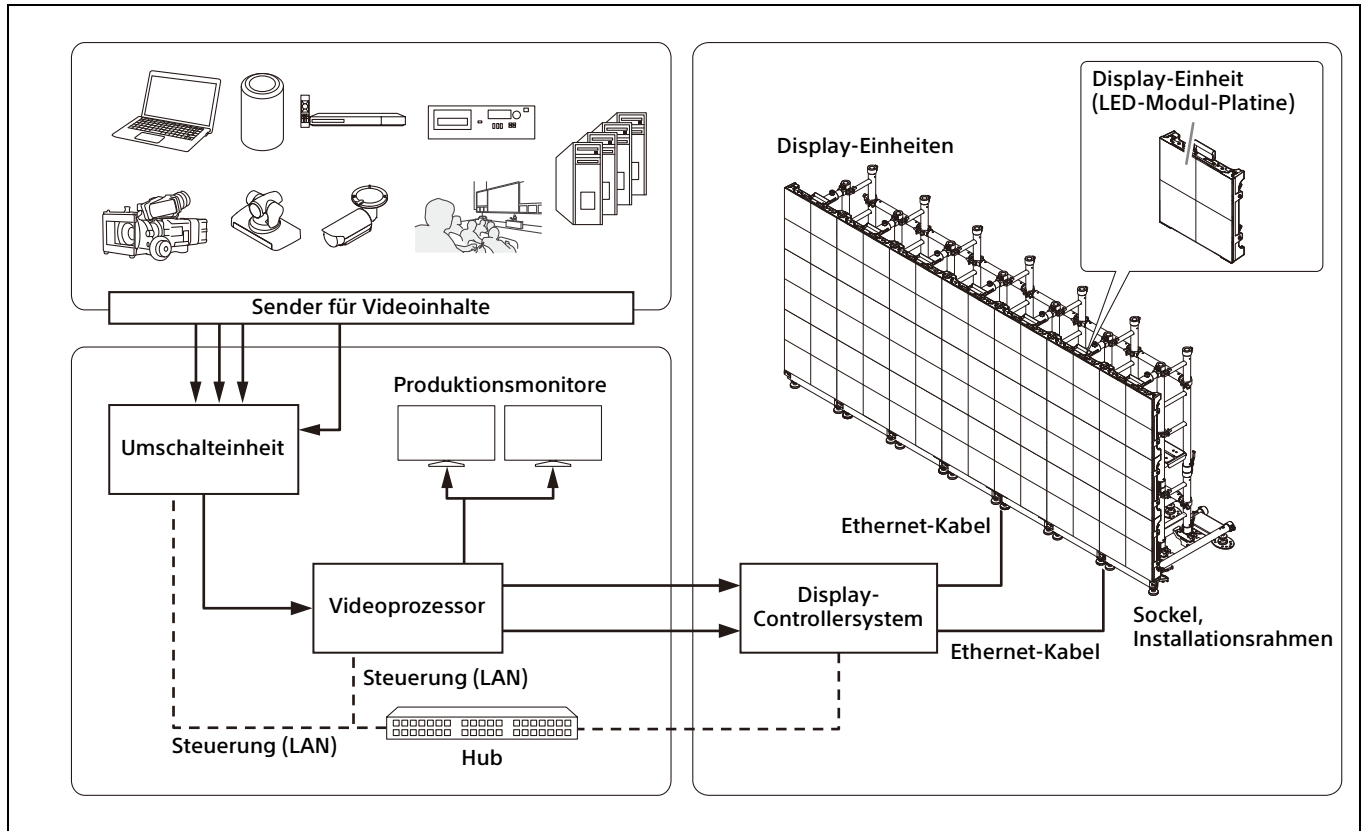 Display-Einheit
(LED-Modul-Platine)
Display-Einheiten
Sender für Videoinhalte
Produktionsmonitore
Umschalteinheit
Ethernet-Kabel
Videoprozessor
Display-
Controllersystem
Sockel,
Installationsrahmen
Ethernet-Kabel
Steuerung (LAN)
Steuerung (LAN)
Hub